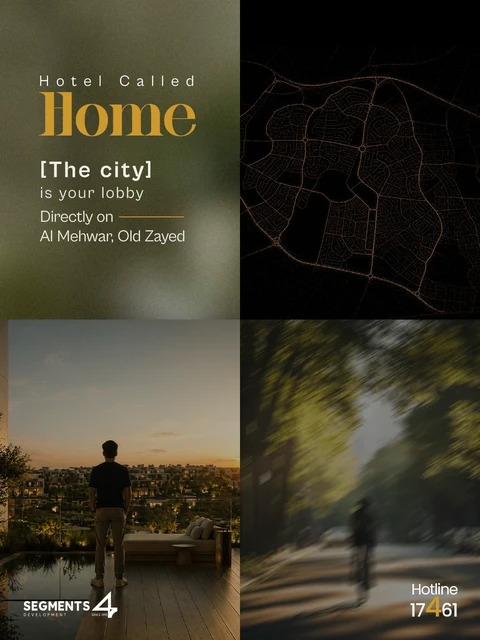 Hotel Called
Home
[The city]
is your lobby
Directly on
Al Mehwar, Old Zayed
SEGMENTS 4
DEVELOPMENT
Hotline
17461